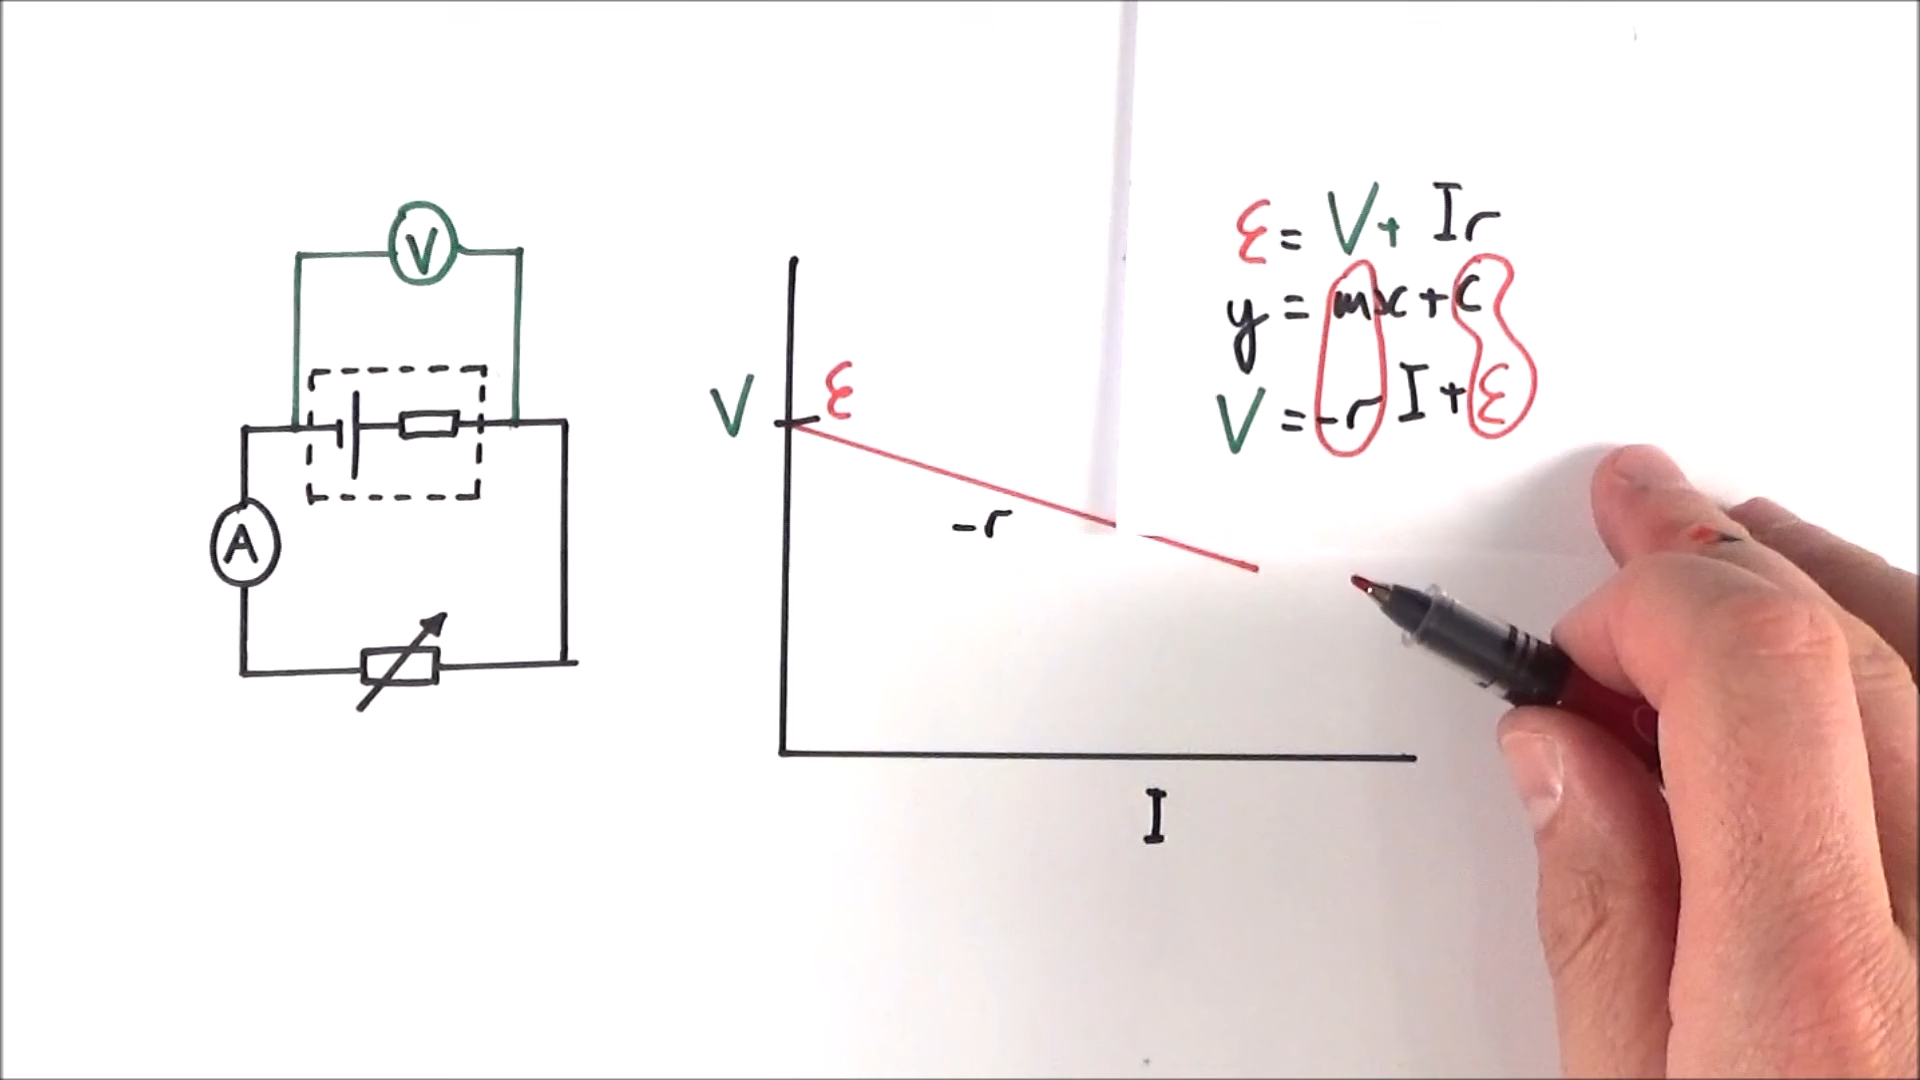 V
A
V
ε
-r
I
ε = V + Ir
y = mx + c
V = -r I + ε